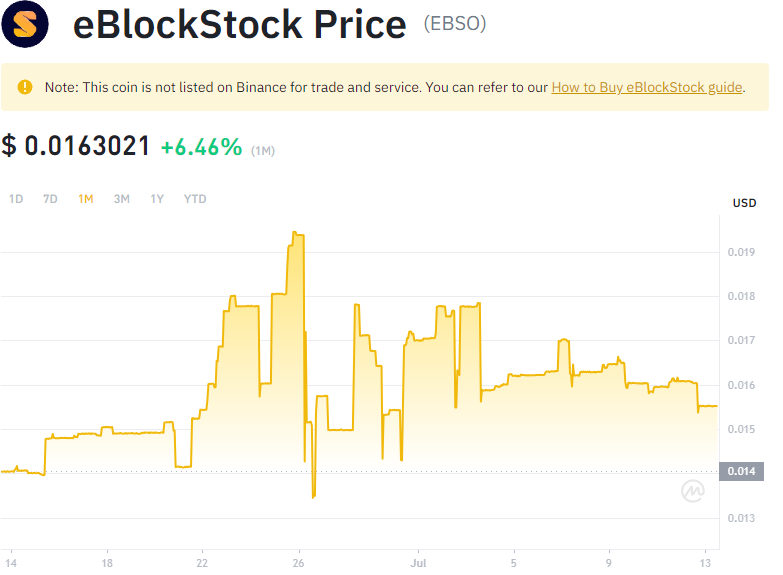 eBlockStock Price (EBSO)
Note: This coin is not listed on Binance for trade and service. You can refer to our How to Buy eBlockStock guide.
$ 0.0163021 +6.46% (1M)
1D 7D 1M 3M 1Y YTD
USD
0.019
0.018
0.017
0.016
0.015
0.014
0.013
14 18 22 26 Jul 5 9 13